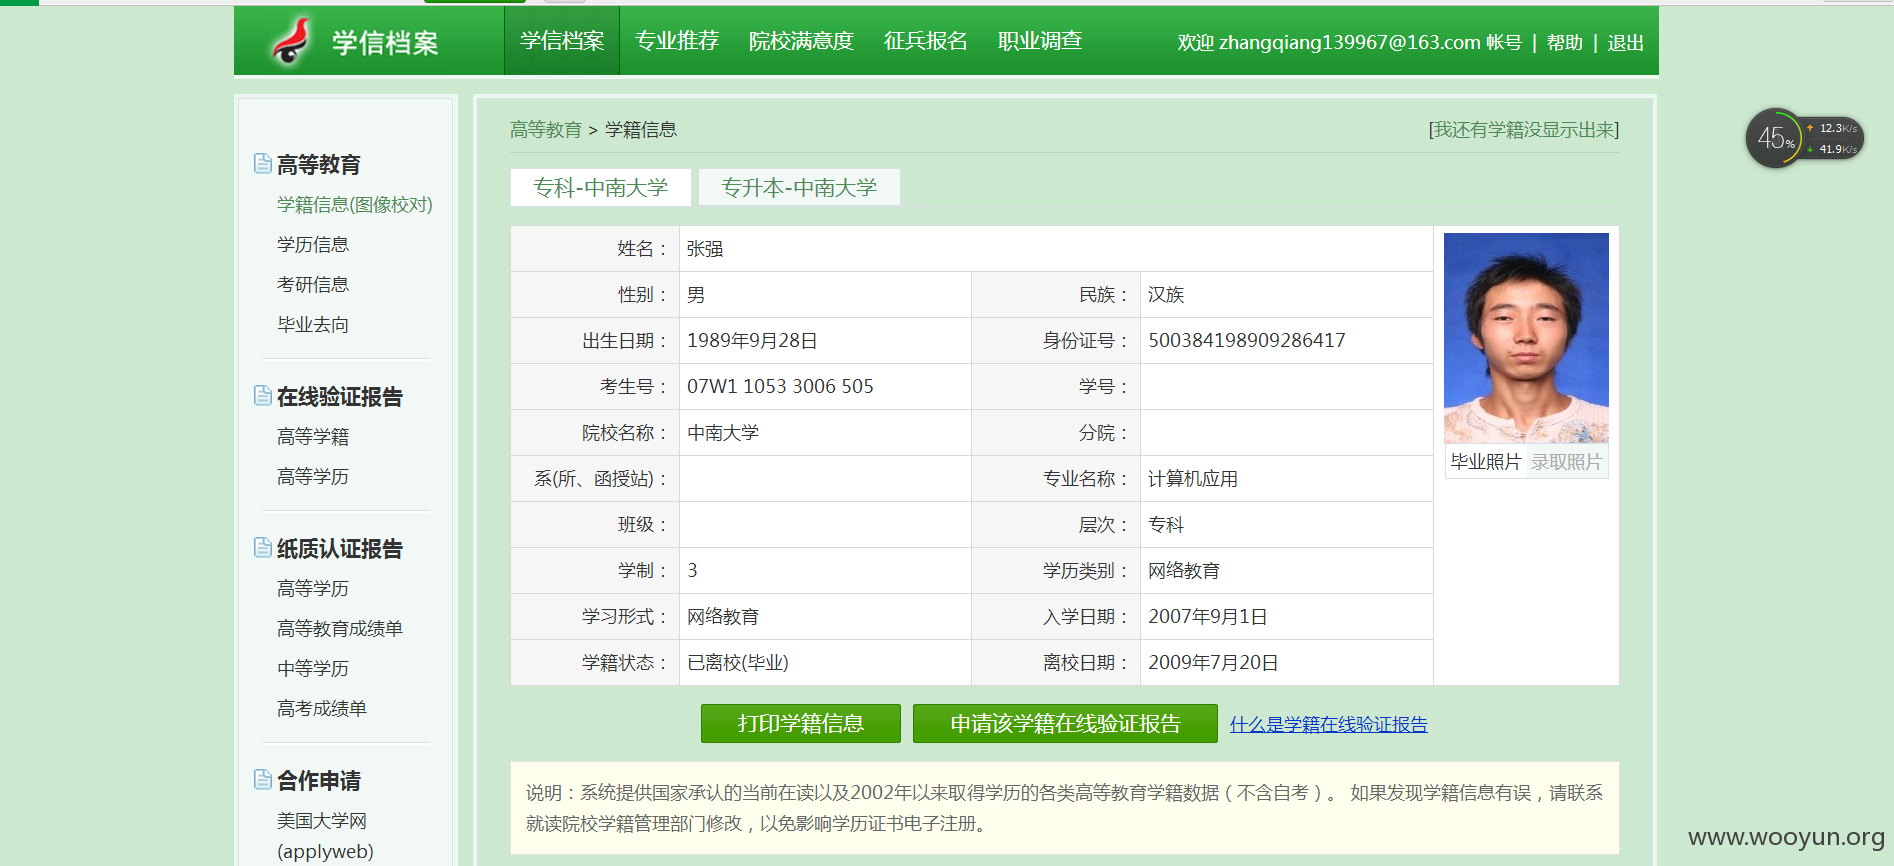 学信档案 学信档案 专业推荐 院校满意度 征兵报名 职业调查 欢迎 zhangqiang139967@163.com 帐号 | 帮助 | 退出
高等教育
学籍信息(图像校对)
学历信息
考研信息
毕业去向
在线验证报告
高等学籍
高等学历
纸质认证报告
高等学历
高等教育成绩单
中等学历
高考成绩单
合作申请
美国大学网
(applyweb)
高等教育 > 学籍信息 [我还有学籍没显示出来]
专科-中南大学 专升本-中南大学
姓名： 张强
性别： 男 民族： 汉族
出生日期： 1989年9月28日 身份证号： 500384198909286417
考生号： 07W1 1053 3006 505 学号：
院校名称： 中南大学 分院：
系(所、函授站)： 专业名称： 计算机应用
班级： 层次： 专科
学制： 3 学历类别： 网络教育
学习形式： 网络教育 入学日期： 2007年9月1日
学籍状态： 已离校(毕业) 离校日期： 2009年7月20日
毕业照片 录取照片
打印学籍信息 申请该学籍在线验证报告 什么是学籍在线验证报告
说明：系统提供国家承认的当前在读以及2002年以来取得学历的各类高等教育学籍数据（不含自考）。 如果发现学籍信息有误，请联系
就读院校学籍管理部门修改，以免影响学历证书电子注册。
45%
12.3K/s
41.9K/s
www.wooyun.org